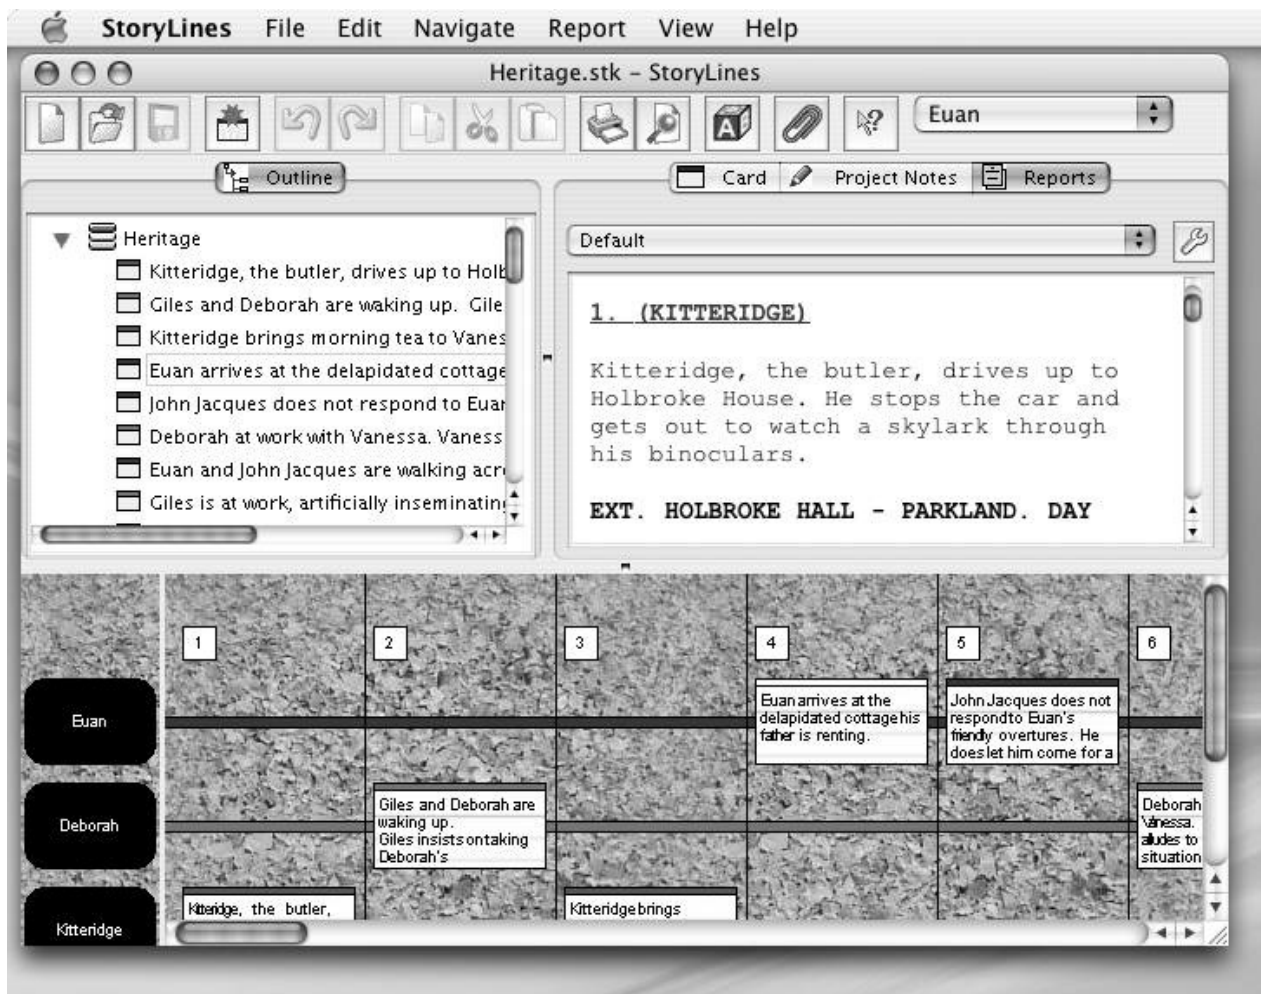 StoryLines File Edit Navigate Report View Help
Heritage.stk – StoryLines
A
?
Euan
Outline
Card Project Notes Reports
Heritage
Kitteridge, the butler, drives up to Holb
Giles and Deborah are waking up. Gile
Kitteridge brings morning tea to Vanes
Euan arrives at the delapidated cottage
John Jacques does not respond to Euan
Deborah at work with Vanessa. Vaness
Euan and John Jacques are walking acro
Giles is at work, artificially inseminating
Default
1. (KITTERIDGE)
Kitteridge, the butler, drives up to
Holbroke House. He stops the car and
gets out to watch a skylark through
his binoculars.
EXT. HOLBROKE HALL - PARKLAND. DAY
1
2
3
4
5
6
Euan
Euan arrives at the
delapidated cottage his
father is renting.
John Jacques does not
respond to Euan's
friendly overtures. He
does let him come for a
Deborah
Giles and Deborah are
waking up.
Giles insists on taking
Deborah's
Deborah
Vanessa.
alludes to
situation
Kitteridge
Kitteridge, the butler,
Kitteridge brings